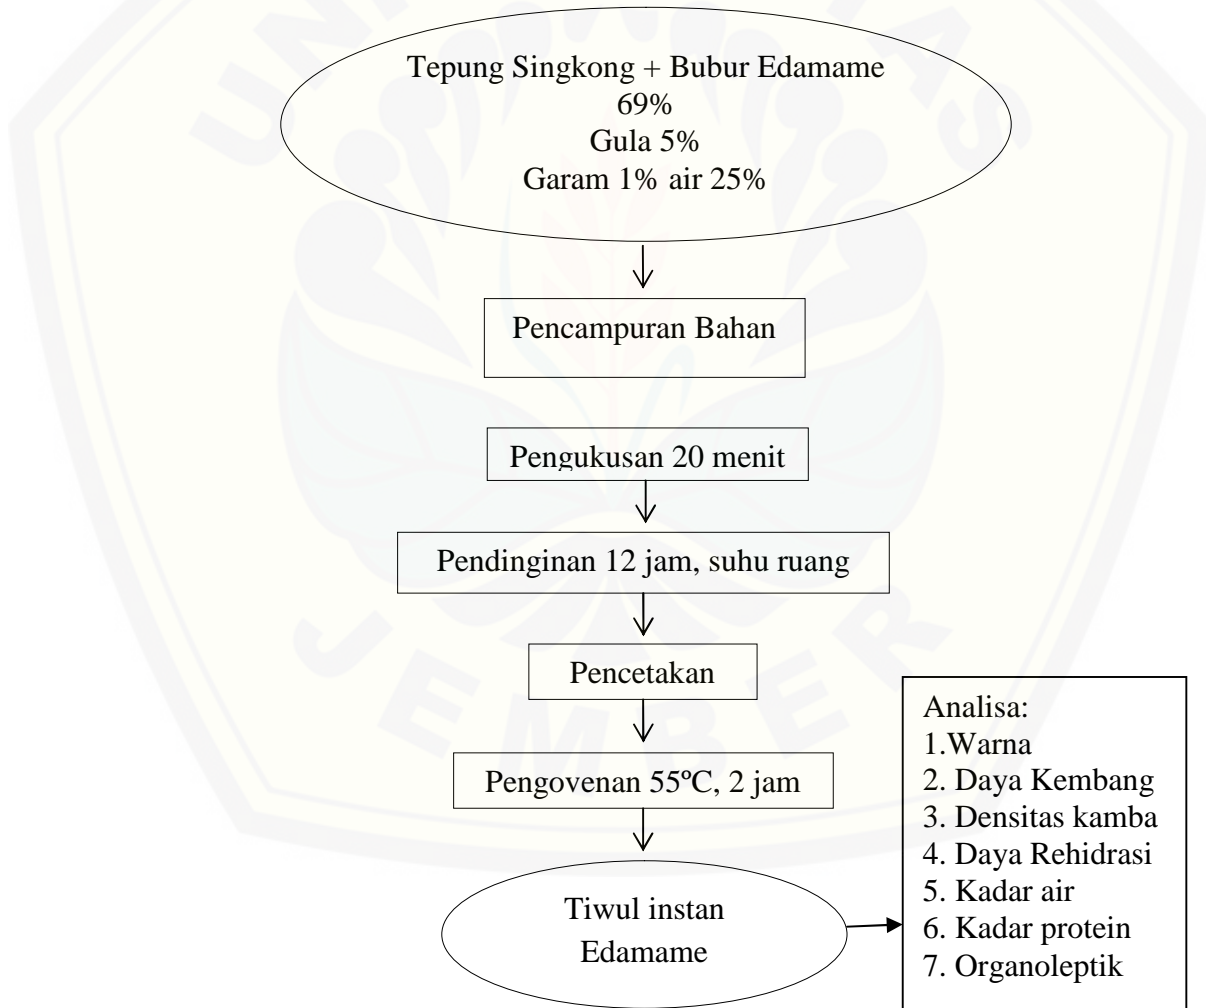 Tepung Singkong + Bubur Edamame
69%
Gula 5%
Garam 1% air 25%
Pencampuran Bahan
Pengukusan 20 menit
Pendinginan 12 jam, suhu ruang
Pencetakan
Pengovenan 55ºC, 2 jam
Tiwul instan
Edamame
Analisa:
1.Warna
2. Daya Kembang
3. Densitas kamba
4. Daya Rehidrasi
5. Kadar air
6. Kadar protein
7. Organoleptik
JEMBER